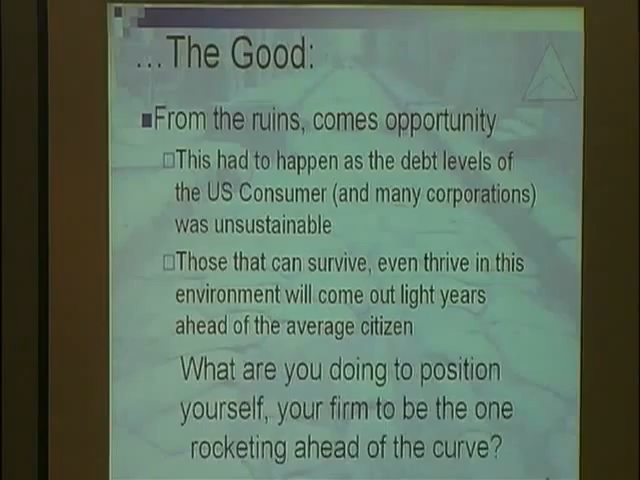 ...The Good:
From the ruins, comes opportunity
This had to happen as the debt levels of
the US Consumer (and many corporations)
was unsustainable
Those that can survive, even thrive in this
environment will come out light years
ahead of the average citizen
What are you doing to position
yourself, your firm to be the one
rocketing ahead of the curve?